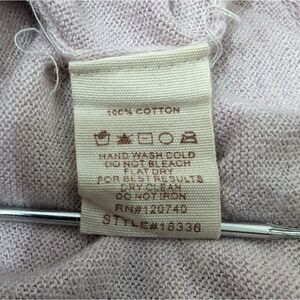 100% COTTON
HAND WASH COLD
DO NOT BLEACH
FLAT DRY
FOR BEST RESULTS
DRY CLEAN
DO NOT IRON
RN#120740
STYLE#18336